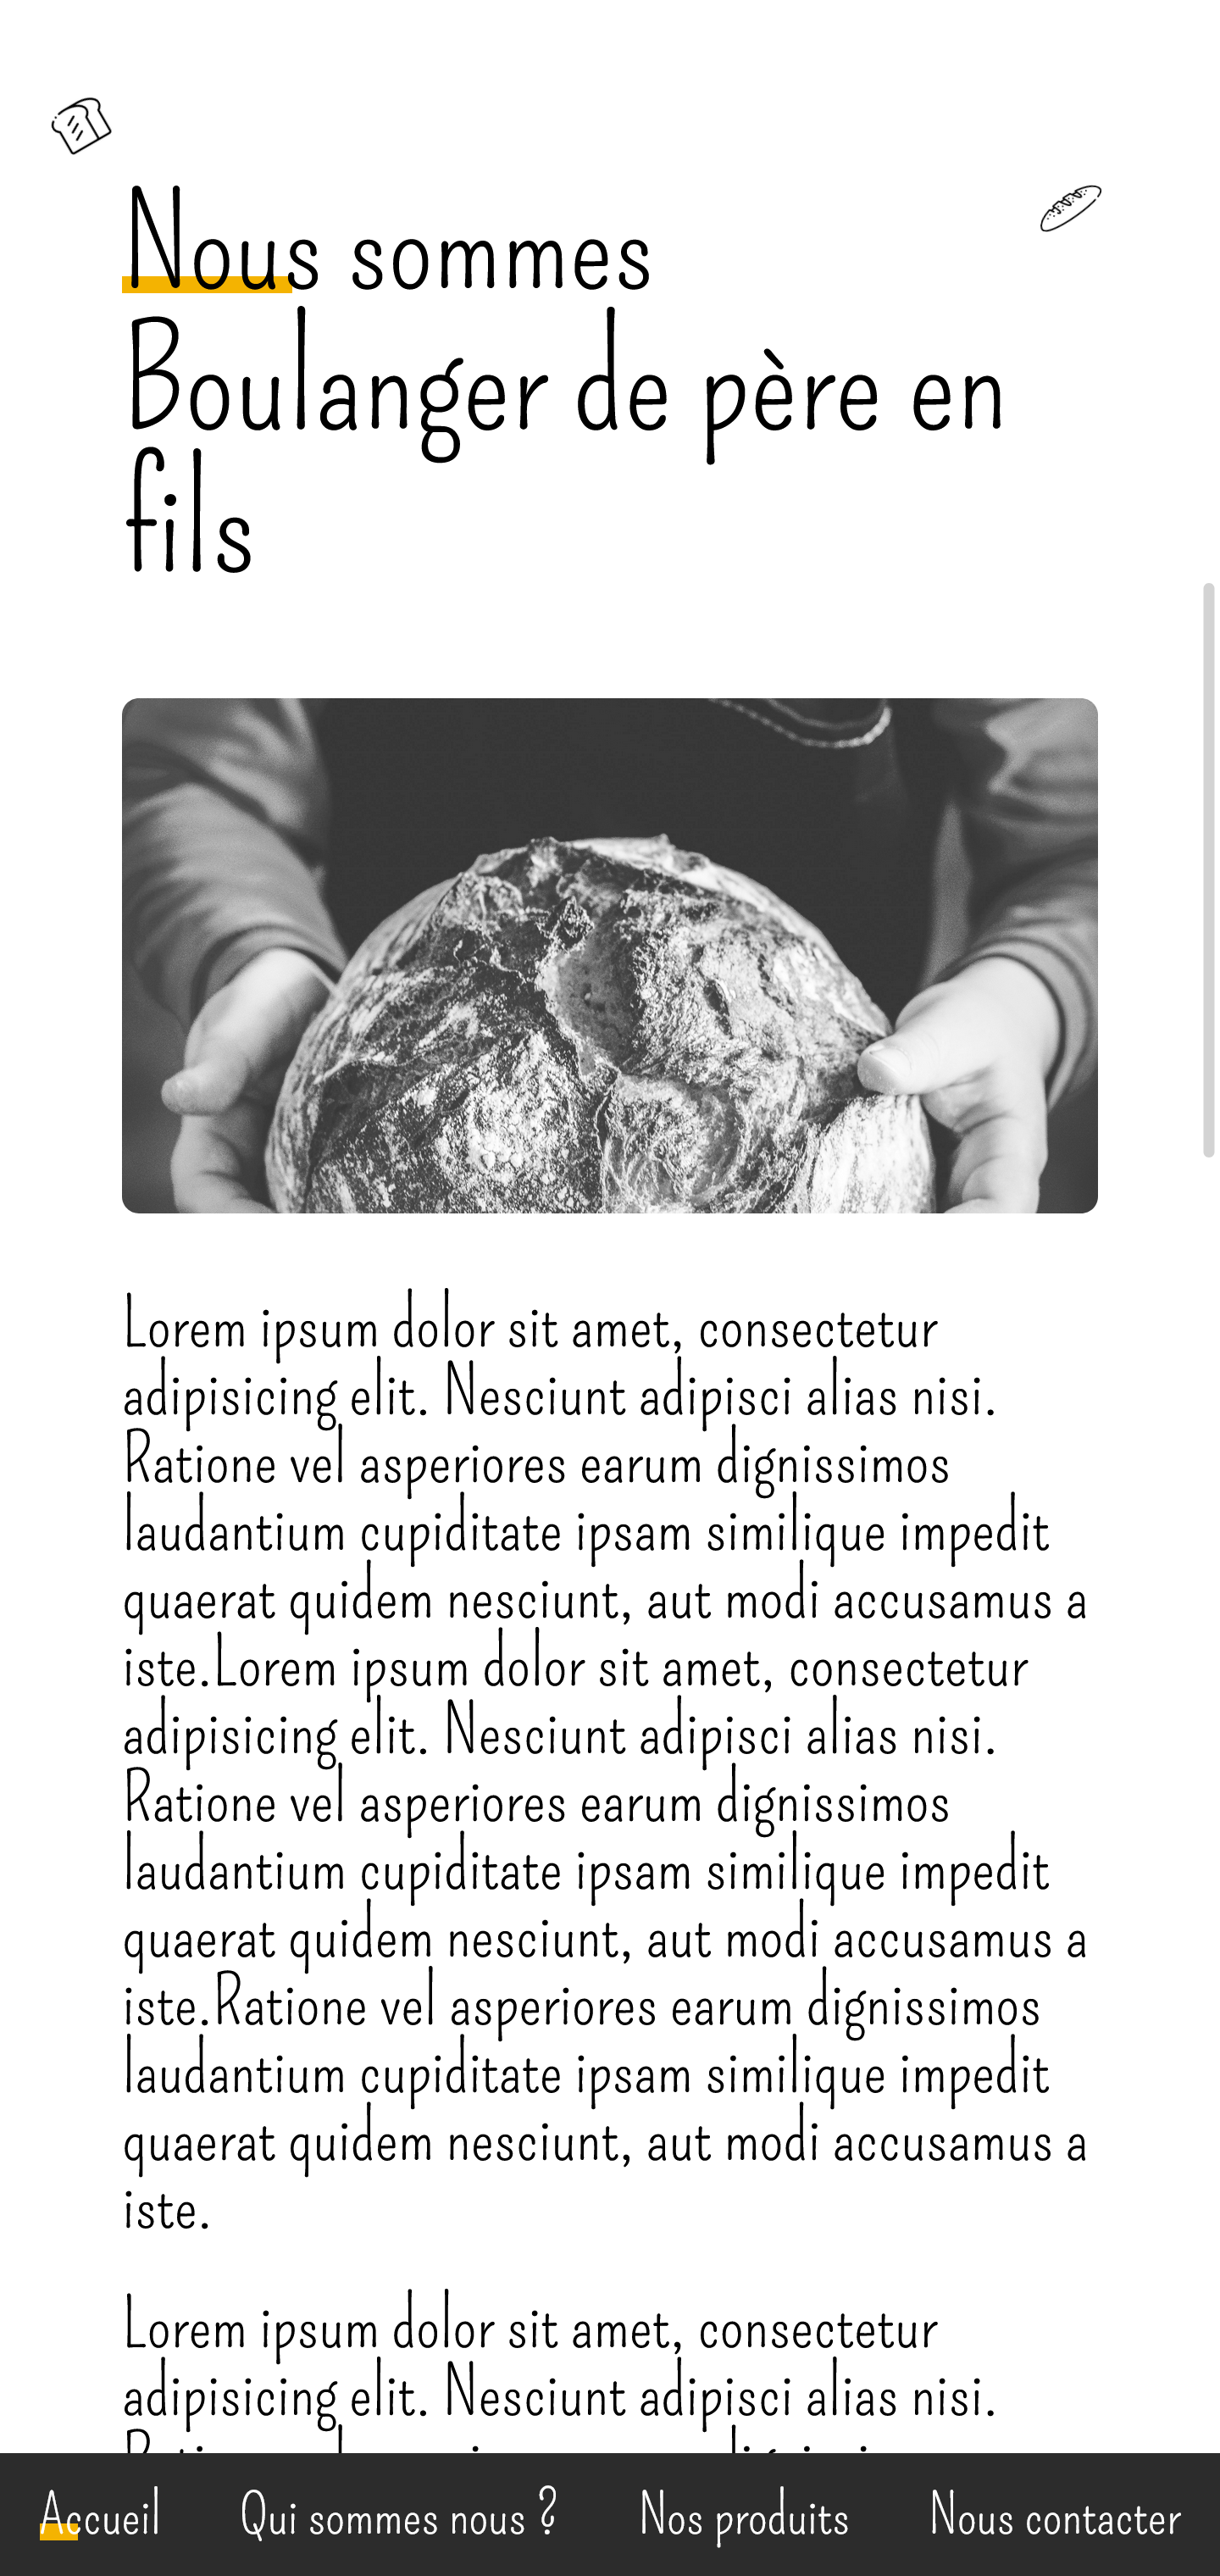 Nous sommes
Boulanger de père en
fils
Lorem ipsum dolor sit amet, consectetur
adipisicing elit. Nesciunt adipisci alias nisi.
Ratione vel asperiores earum dignissimos
laudantium cupiditate ipsam similique impedit
quaerat quidem nesciunt, aut modi accusamus a
iste.Lorem ipsum dolor sit amet, consectetur
adipisicing elit. Nesciunt adipisci alias nisi.
Ratione vel asperiores earum dignissimos
laudantium cupiditate ipsam similique impedit
quaerat quidem nesciunt, aut modi accusamus a
iste.Ratione vel asperiores earum dignissimos
laudantium cupiditate ipsam similique impedit
quaerat quidem nesciunt, aut modi accusamus a
iste.
Lorem ipsum dolor sit amet, consectetur
adipisicing elit. Nesciunt adipisci alias nisi.
Accueil Qui sommes nous ? Nos produits Nous contacter